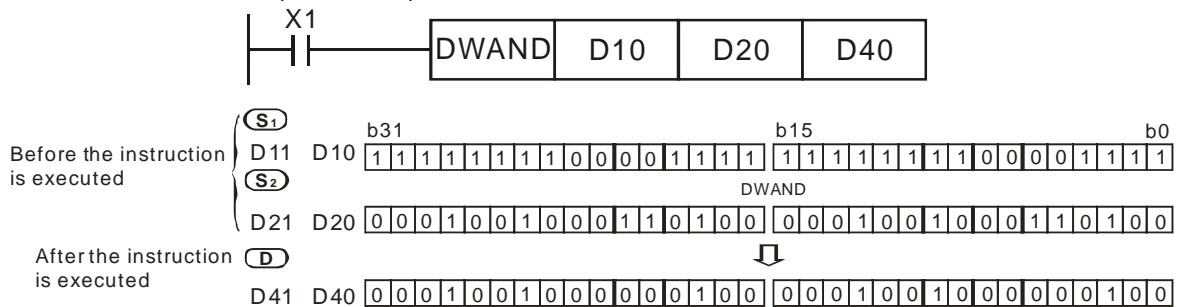 X1
DWAND D10 D20 D40
S1
b31 b15 b0
Before the instruction is executed
D11 D10 1 1 1 1 1 1 1 1 0 0 0 0 1 1 1 1 1 1 1 1 1 1 1 1 0 0 0 0 1 1 1 1
S2
DWAND
D21 D20 0 0 0 1 0 0 1 0 0 0 1 1 0 1 0 0 0 0 0 1 0 0 1 0 0 0 1 1 0 1 0 0
After the instruction is executed
D
D41 D40 0 0 0 1 0 0 1 0 0 0 0 0 0 1 0 0 0 0 0 1 0 0 1 0 0 0 0 0 0 1 0 0